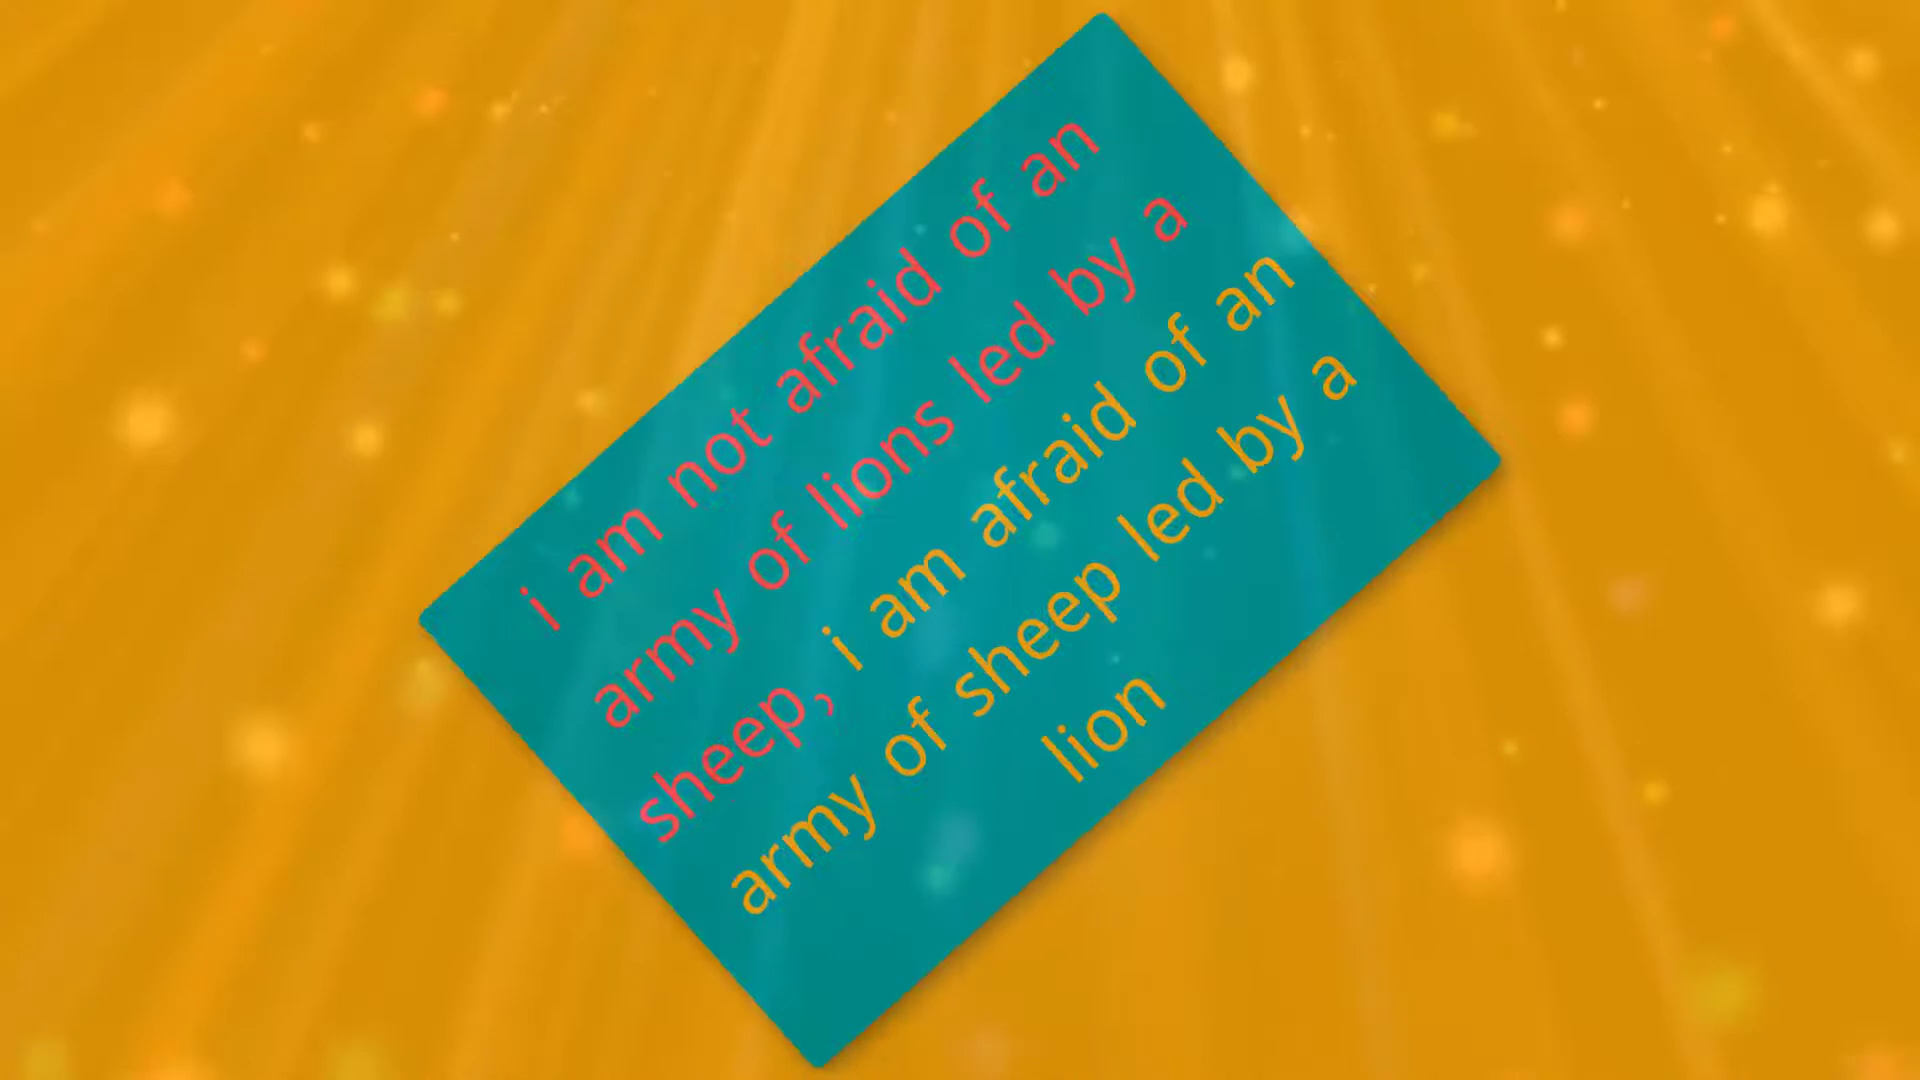 i am not afraid of an
army of lions led by a
sheep, i am afraid of an
army of sheep led by a
lion